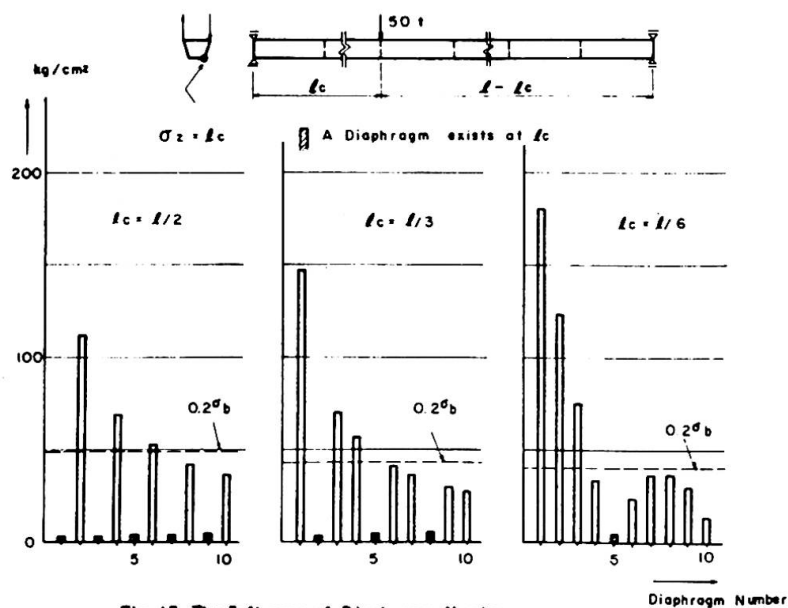 50 t
kg/cm²
ℓc
ℓ - ℓc
σz = ℓc
A Diaphragm exists at ℓc
200
ℓc = ℓ/2
ℓc = ℓ/3
ℓc = ℓ/6
100
0.2σb
0.2σb
0.2σb
0
5
10
5
10
5
10
Diaphragm Number